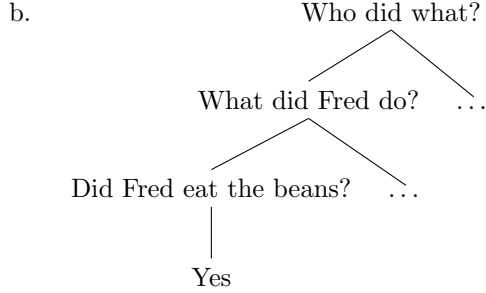 b. Who did what?
What did Fred do? ...
Did Fred eat the beans? ...
Yes